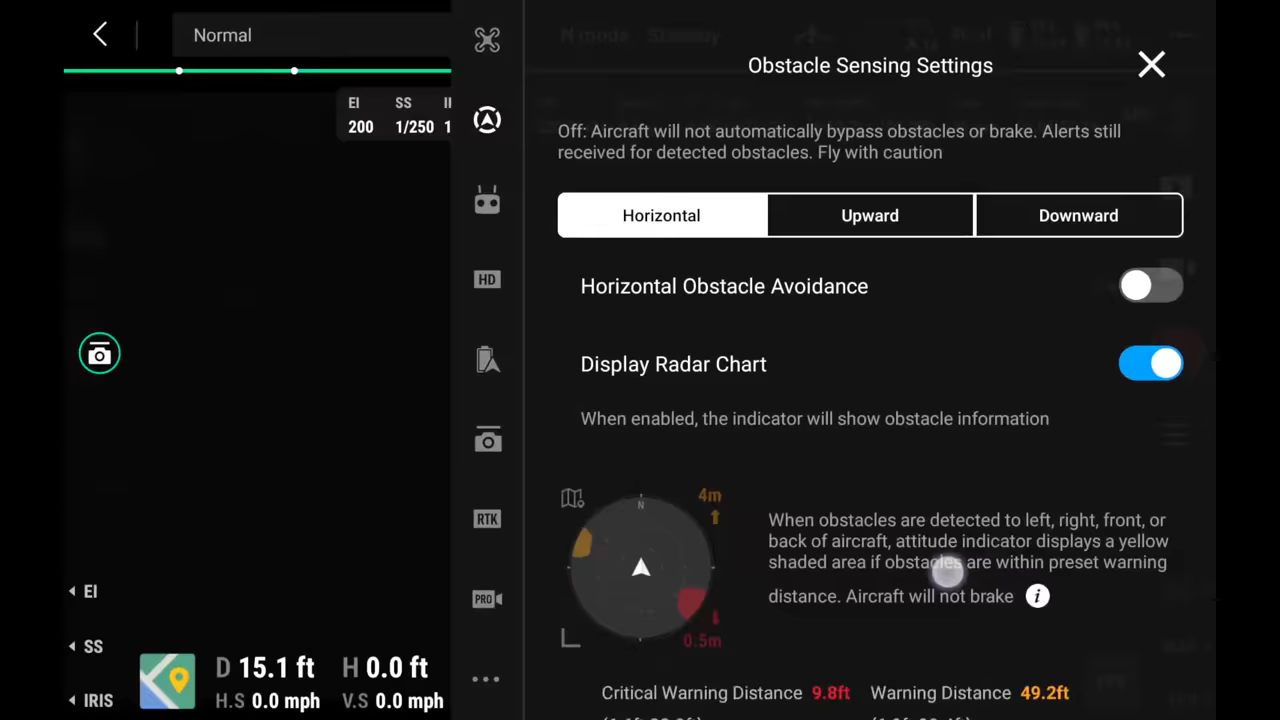 Normal
N mode Standby
EI SS II
200 1/250 1
Obstacle Sensing Settings
Off: Aircraft will not automatically bypass obstacles or brake. Alerts still
received for detected obstacles. Fly with caution
Horizontal Upward Downward
Horizontal Obstacle Avoidance
HD
Display Radar Chart
When enabled, the indicator will show obstacle information
N
4m
RTK
When obstacles are detected to left, right, front, or
back of aircraft, attitude indicator displays a yellow
shaded area if obstacles are within preset warning
distance. Aircraft will not brake i
PRO
0.5m
EI
SS
IRIS
D 15.1 ft H 0.0 ft
H.S 0.0 mph V.S 0.0 mph
Critical Warning Distance 9.8ft Warning Distance 49.2ft